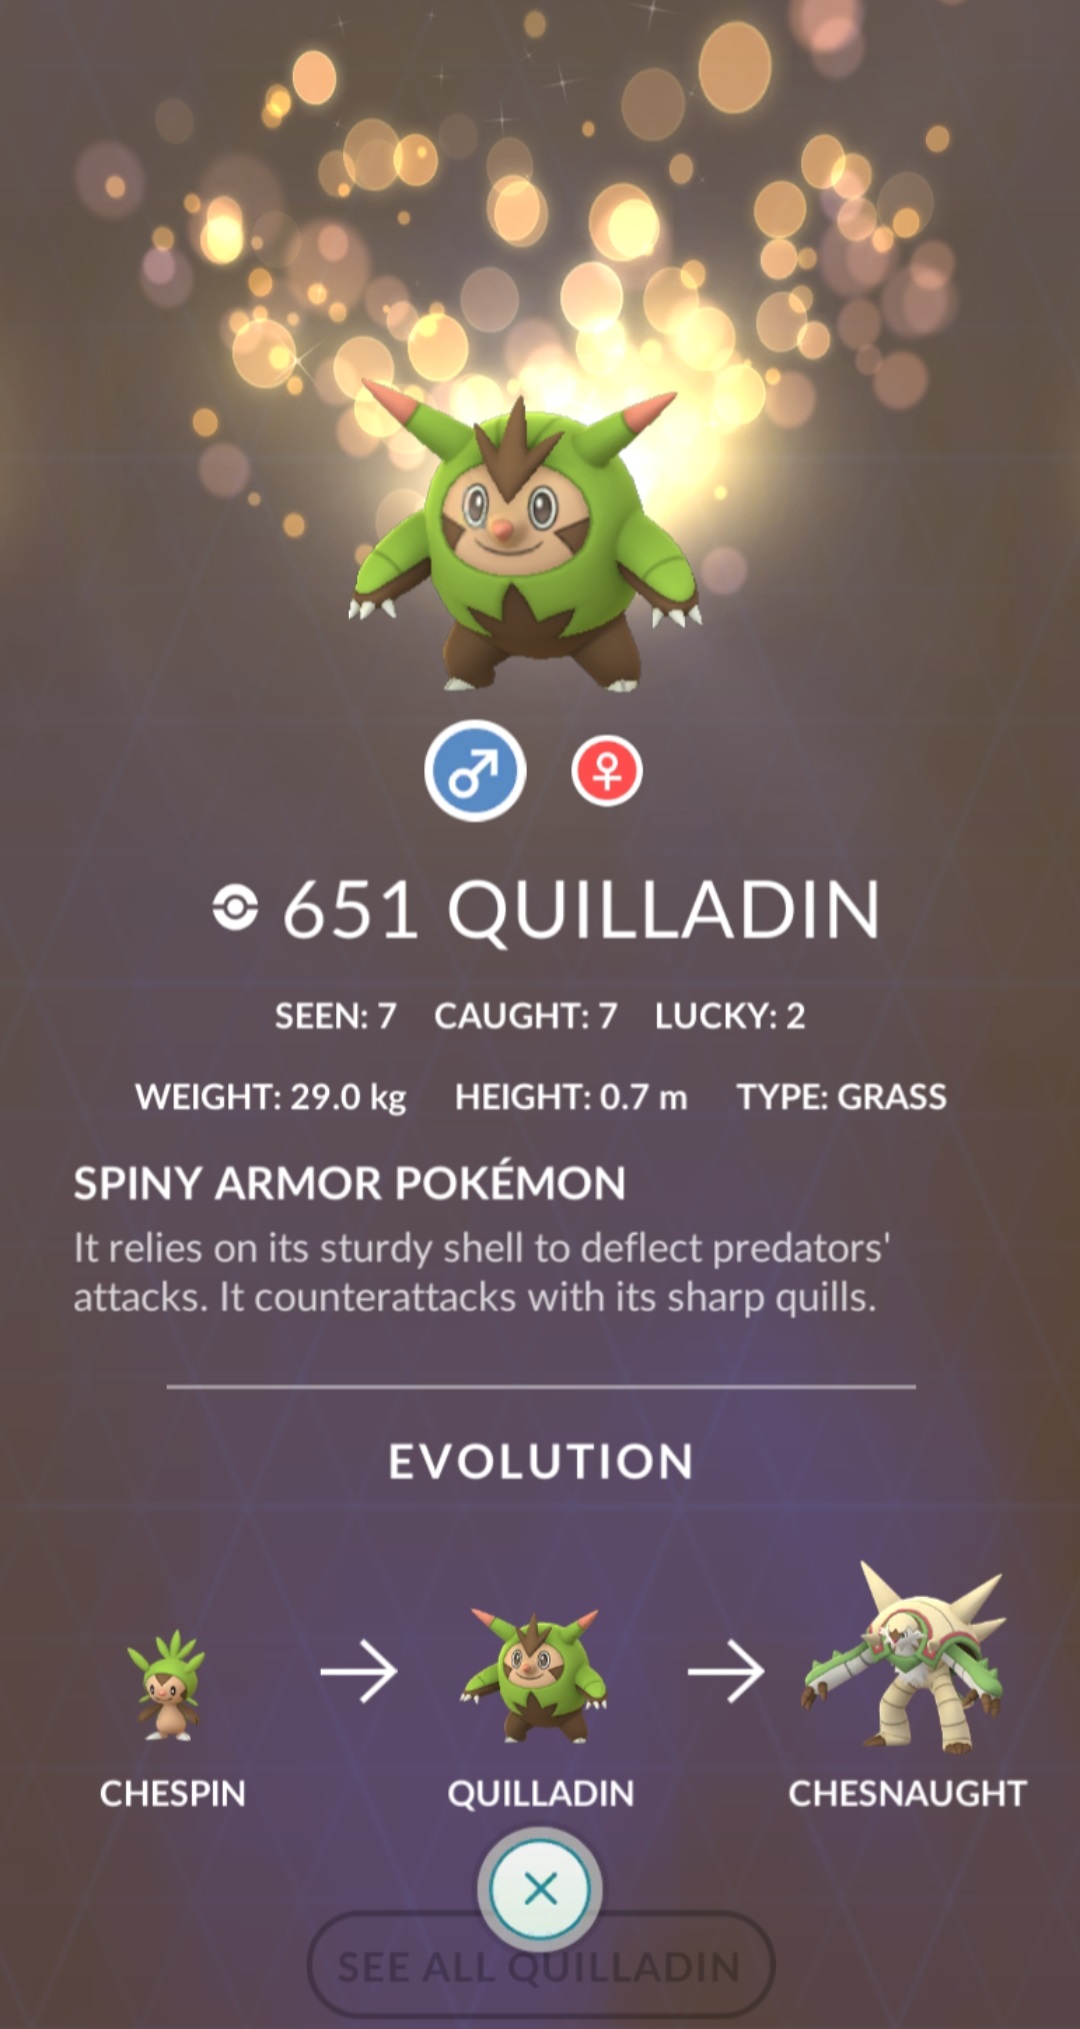 651 QUILLADIN
SEEN: 7 CAUGHT: 7 LUCKY: 2
WEIGHT: 29.0 kg HEIGHT: 0.7 m TYPE: GRASS
SPINY ARMOR POKÉMON
It relies on its sturdy shell to deflect predators'
attacks. It counterattacks with its sharp quills.
EVOLUTION
CHESPIN QUILLADIN CHESNAUGHT
SEE ALL QUILLADIN